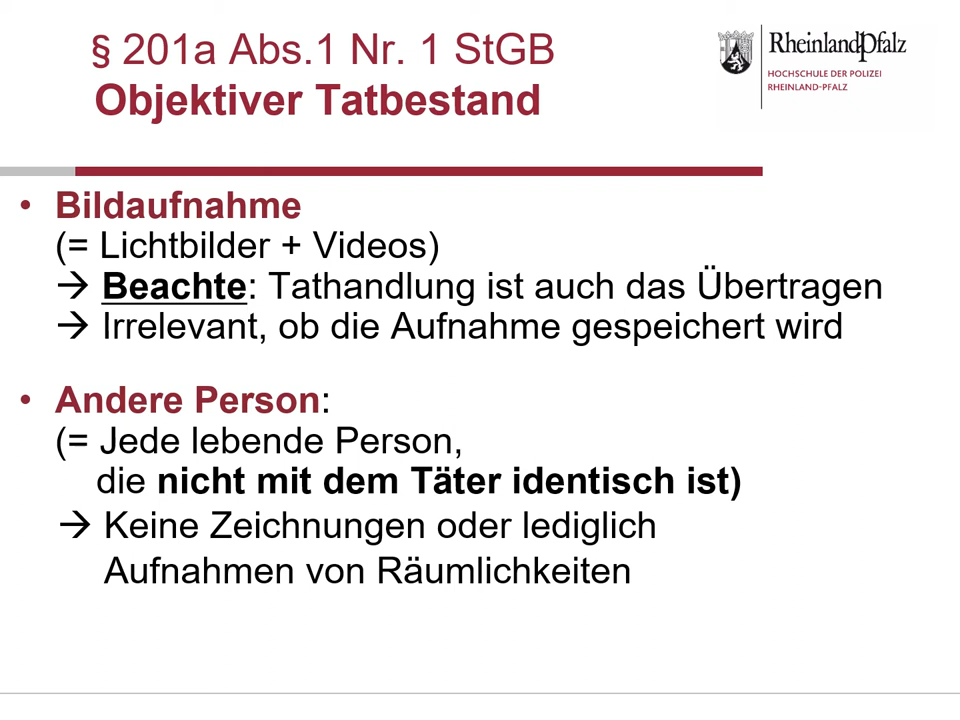 § 201a Abs.1 Nr. 1 StGB
Objektiver Tatbestand
RheinlandPfalz
HOCHSCHULE DER POLIZEI
RHEINLAND-PFALZ
• Bildaufnahme
(= Lichtbilder + Videos)
→ Beachte: Tathandlung ist auch das Übertragen
→ Irrelevant, ob die Aufnahme gespeichert wird
• Andere Person:
(= Jede lebende Person,
die nicht mit dem Täter identisch ist)
→ Keine Zeichnungen oder lediglich
Aufnahmen von Räumlichkeiten